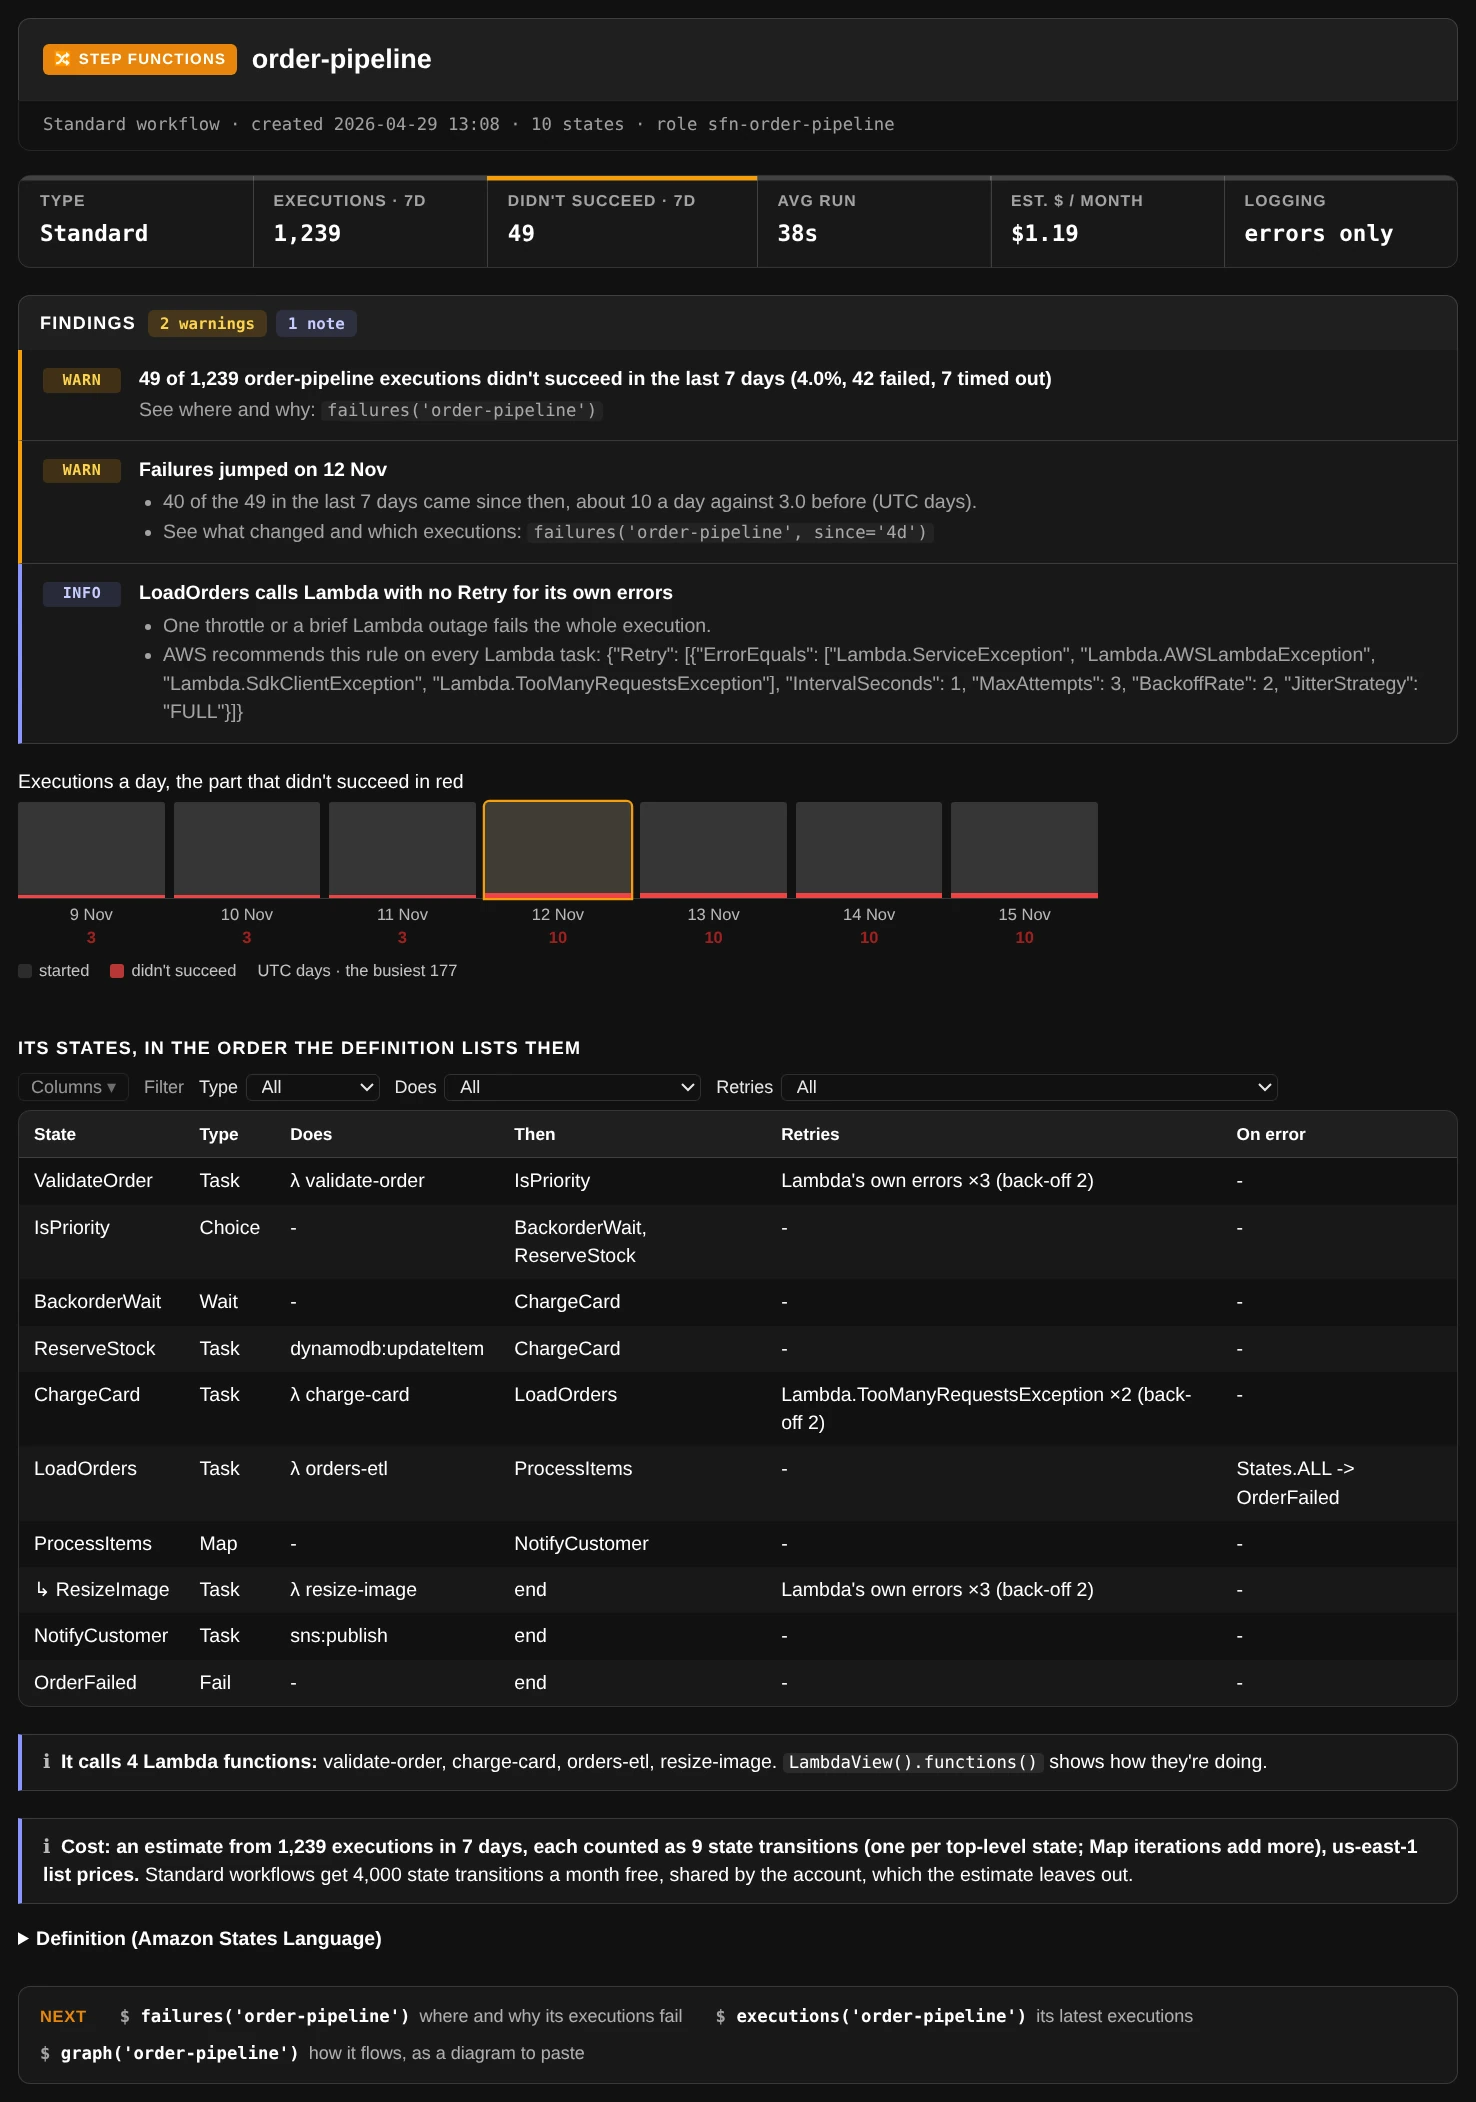 STEP FUNCTIONS order-pipeline
Standard workflow · created 2026-04-29 13:08 · 10 states · role sfn-order-pipeline
TYPE EXECUTIONS · 7D DIDN'T SUCCEED · 7D AVG RUN EST. $ / MONTH LOGGING
Standard 1,239 49 38s $1.19 errors only
FINDINGS 2 warnings 1 note
WARN 49 of 1,239 order-pipeline executions didn't succeed in the last 7 days (4.0%, 42 failed, 7 timed out)
See where and why: failures('order-pipeline')
WARN Failures jumped on 12 Nov
• 40 of the 49 in the last 7 days came since then, about 10 a day against 3.0 before (UTC days).
• See what changed and which executions: failures('order-pipeline', since='4d')
INFO LoadOrders calls Lambda with no Retry for its own errors
• One throttle or a brief Lambda outage fails the whole execution.
• AWS recommends this rule on every Lambda task: {"Retry": [{"ErrorEquals": ["Lambda.ServiceException", "Lambda.AWSLambdaException",
"Lambda.SdkClientException", "Lambda.TooManyRequestsException"], "IntervalSeconds": 1, "MaxAttempts": 3, "BackoffRate": 2, "JitterStrategy":
"FULL"}]}
Executions a day, the part that didn't succeed in red
9 Nov 10 Nov 11 Nov 12 Nov 13 Nov 14 Nov 15 Nov
3 3 3 10 10 10 10
started didn't succeed UTC days · the busiest 177
ITS STATES, IN THE ORDER THE DEFINITION LISTS THEM
Columns ▾ Filter Type All Does All Retries All
State Type Does Then Retries On error
ValidateOrder Task λ validate-order IsPriority Lambda's own errors ×3 (back-off 2) -
IsPriority Choice - BackorderWait, - -
ReserveStock
BackorderWait Wait - ChargeCard - -
ReserveStock Task dynamodb:updateItem ChargeCard - -
ChargeCard Task λ charge-card LoadOrders Lambda.TooManyRequestsException ×2 (back- -
off 2)
LoadOrders Task λ orders-etl ProcessItems - States.ALL ->
OrderFailed
ProcessItems Map - NotifyCustomer - -
↳ ResizeImage Task λ resize-image end Lambda's own errors ×3 (back-off 2) -
NotifyCustomer Task sns:publish end - -
OrderFailed Fail - end - -
ℹ It calls 4 Lambda functions: validate-order, charge-card, orders-etl, resize-image. LambdaView().functions() shows how they're doing.
ℹ Cost: an estimate from 1,239 executions in 7 days, each counted as 9 state transitions (one per top-level state; Map iterations add more), us-east-1
list prices. Standard workflows get 4,000 state transitions a month free, shared by the account, which the estimate leaves out.
▶ Definition (Amazon States Language)
NEXT $ failures('order-pipeline') where and why its executions fail $ executions('order-pipeline') its latest executions
$ graph('order-pipeline') how it flows, as a diagram to paste